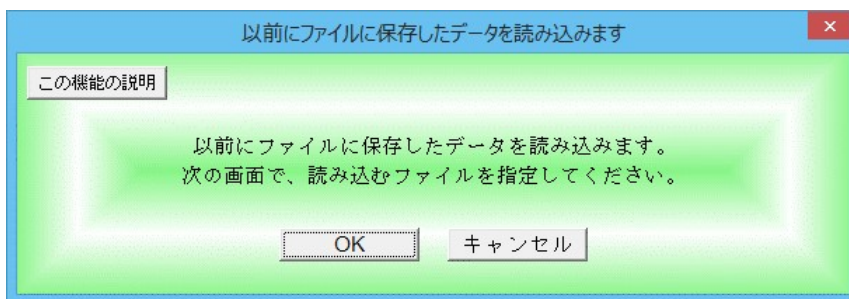 以前にファイルに保存したデータを読み込みます
この機能の説明
以前にファイルに保存したデータを読み込みます。
次の画面で、読み込むファイルを指定してください。
OK
キャンセル